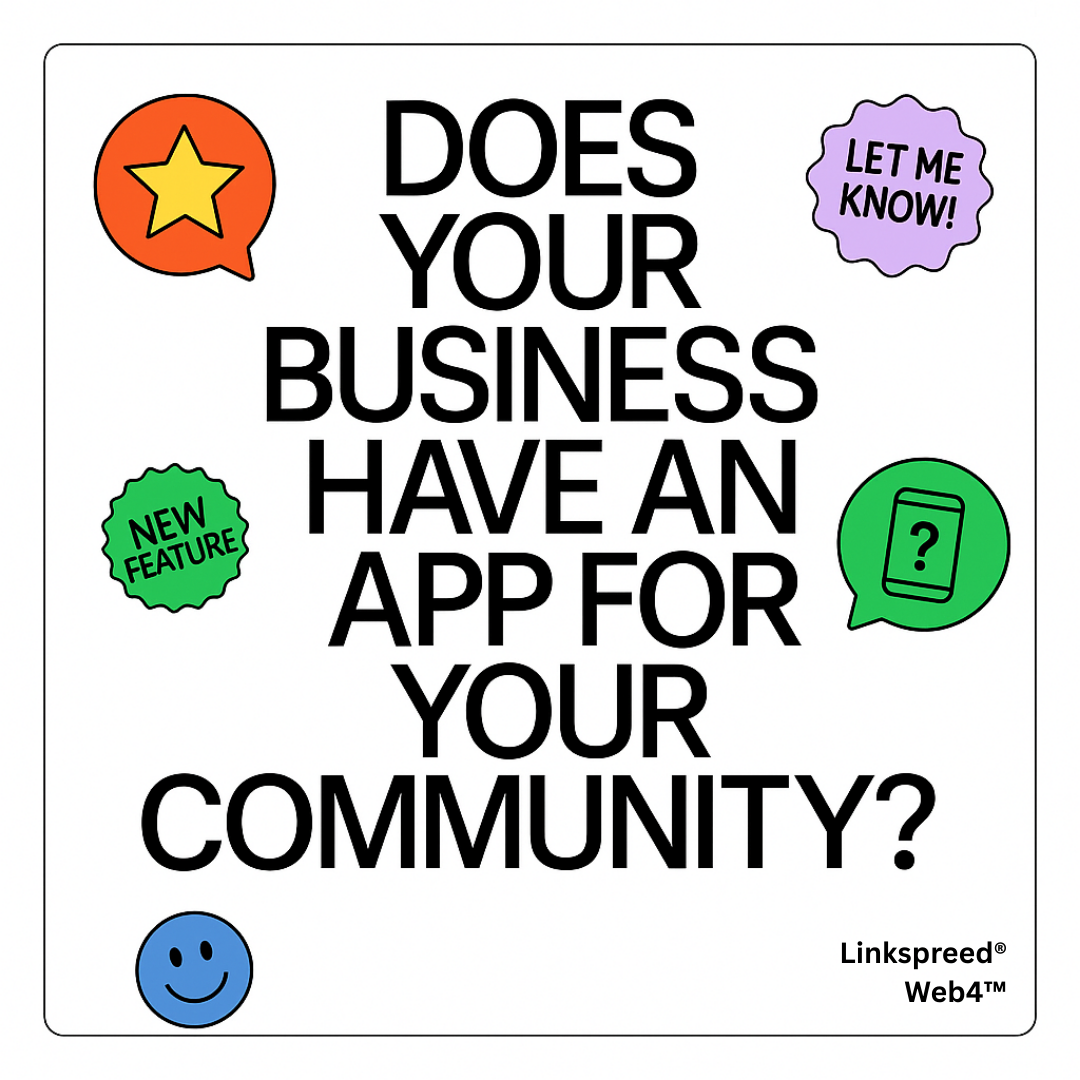 DOES
YOUR
BUSINESS
HAVE AN
APP FOR
YOUR
COMMUNITY?
LET ME
KNOW!
NEW
FEATURE
?
Linkspreed®
Web4™